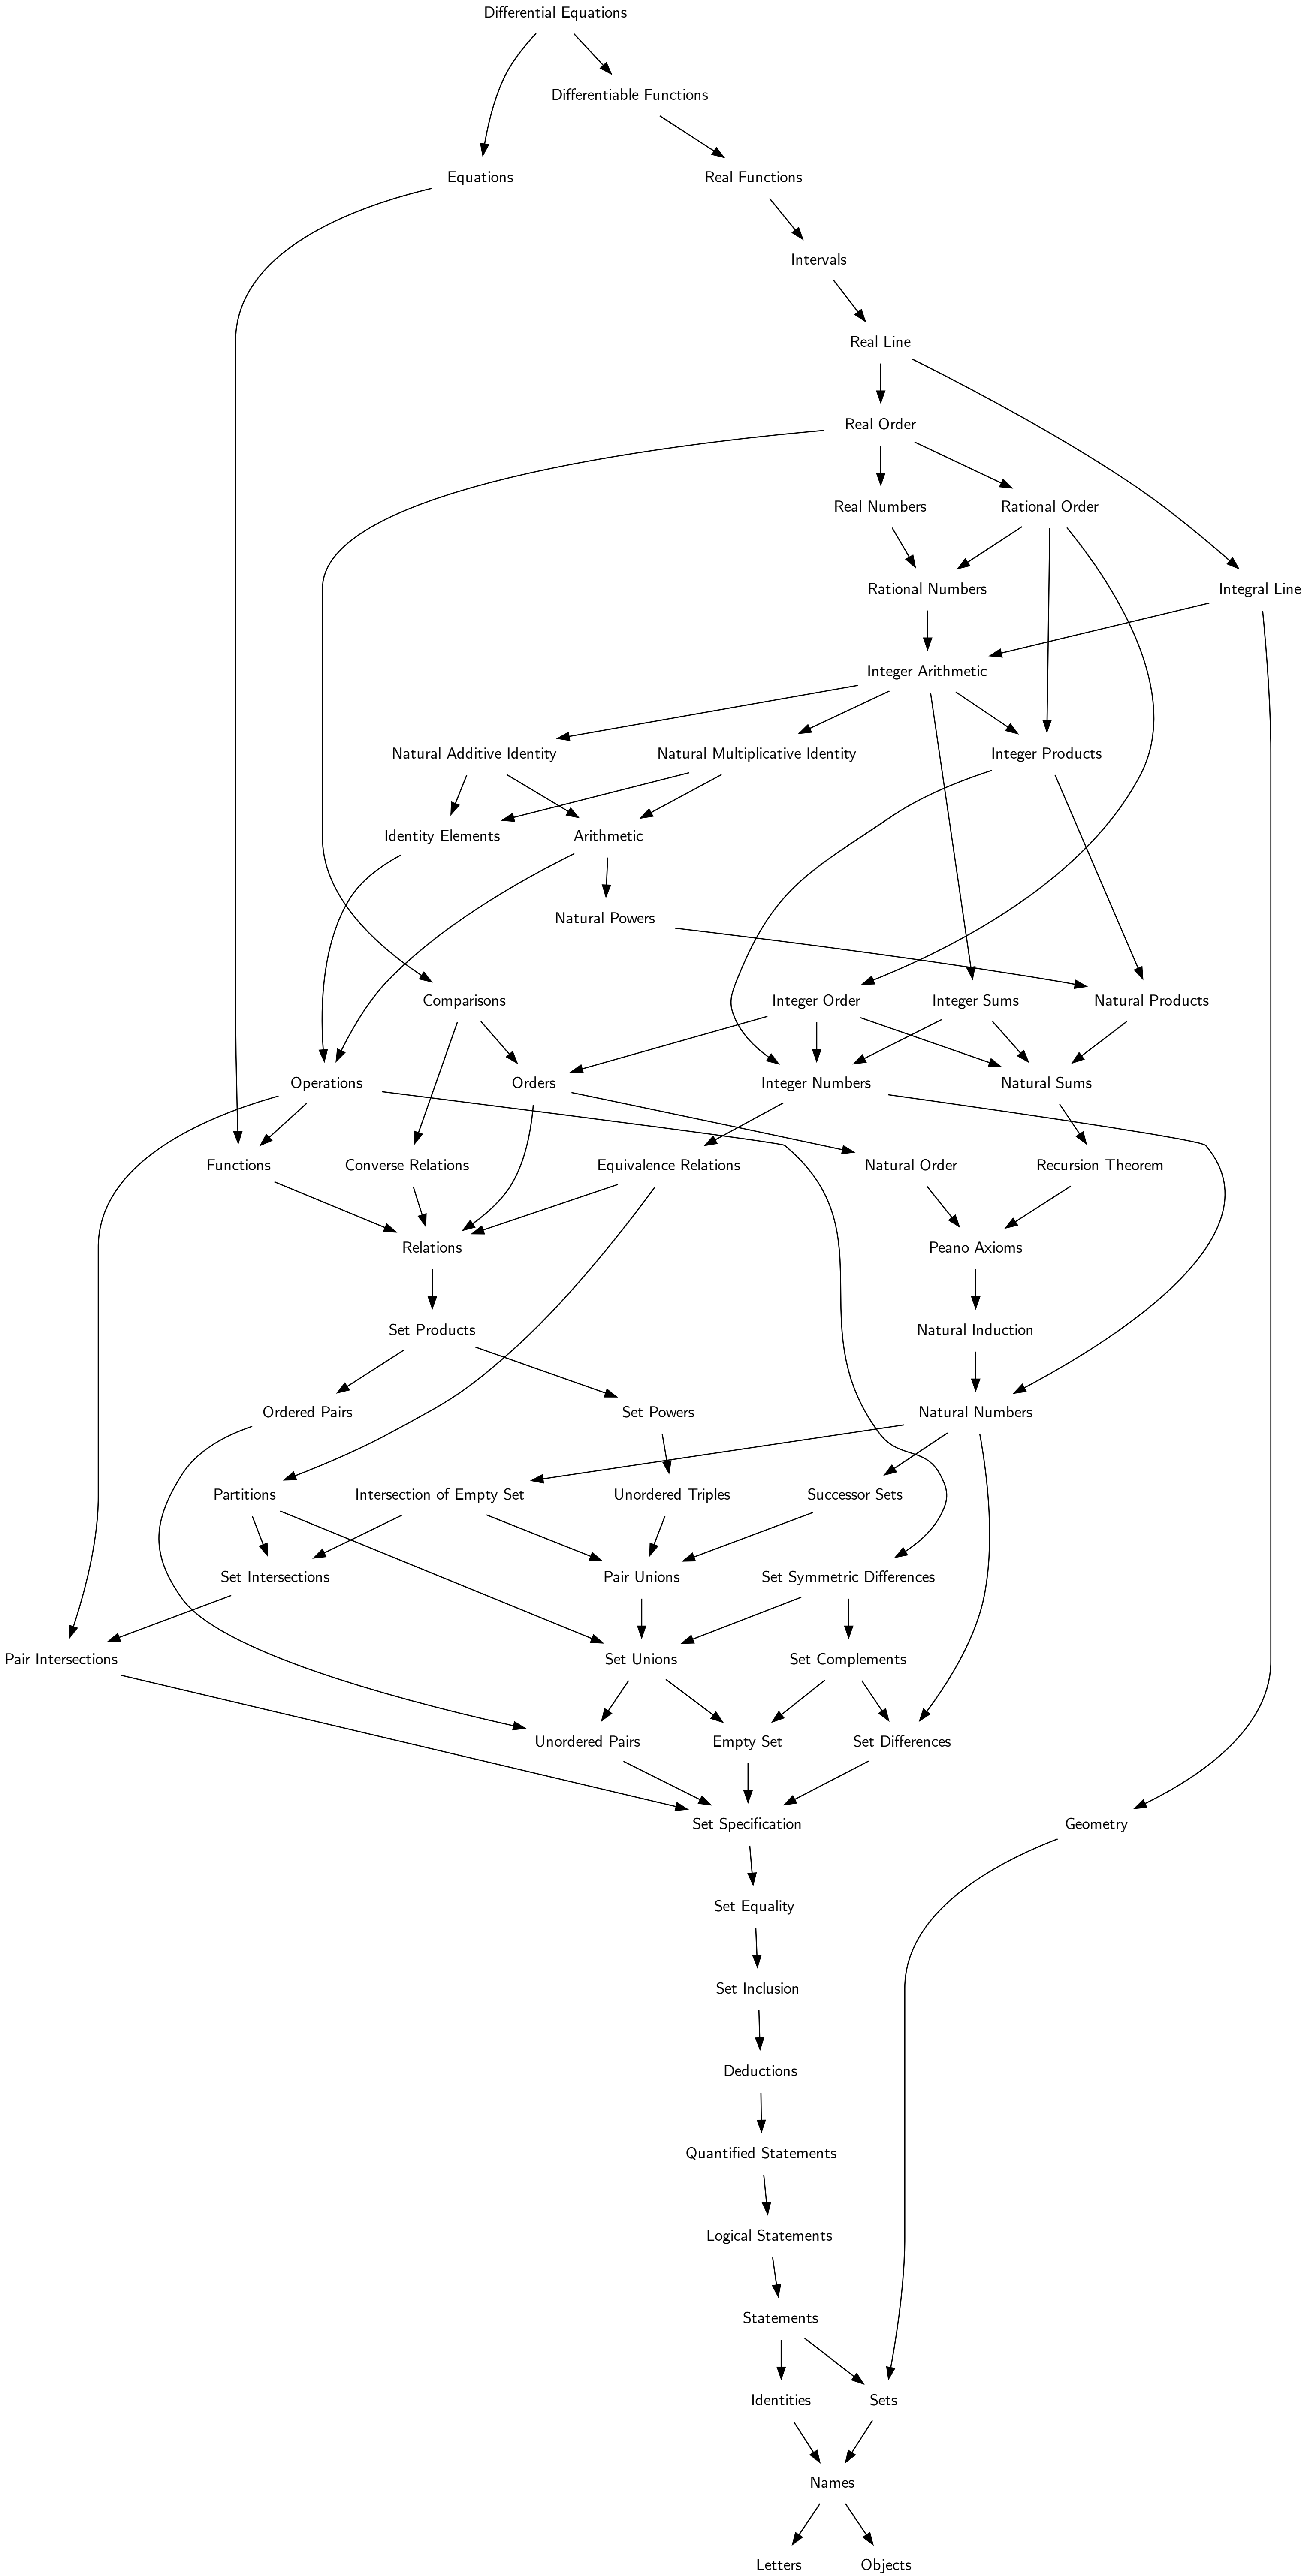 Differential Equations
Differentiable Functions
Equations
Real Functions
Intervals
Real Line
Real Order
Real Numbers
Rational Order
Rational Numbers
Integral Line
Integer Arithmetic
Natural Additive Identity
Natural Multiplicative Identity
Integer Products
Identity Elements
Arithmetic
Natural Powers
Comparisons
Integer Order
Integer Sums
Natural Products
Operations
Orders
Integer Numbers
Natural Sums
Functions
Converse Relations
Equivalence Relations
Natural Order
Recursion Theorem
Relations
Peano Axioms
Set Products
Natural Induction
Ordered Pairs
Set Powers
Natural Numbers
Partitions
Intersection of Empty Set
Unordered Triples
Successor Sets
Set Intersections
Pair Unions
Set Symmetric Differences
Pair Intersections
Set Unions
Set Complements
Unordered Pairs
Empty Set
Set Differences
Set Specification
Geometry
Set Equality
Set Inclusion
Deductions
Quantified Statements
Logical Statements
Statements
Identities
Sets
Names
Letters
Objects